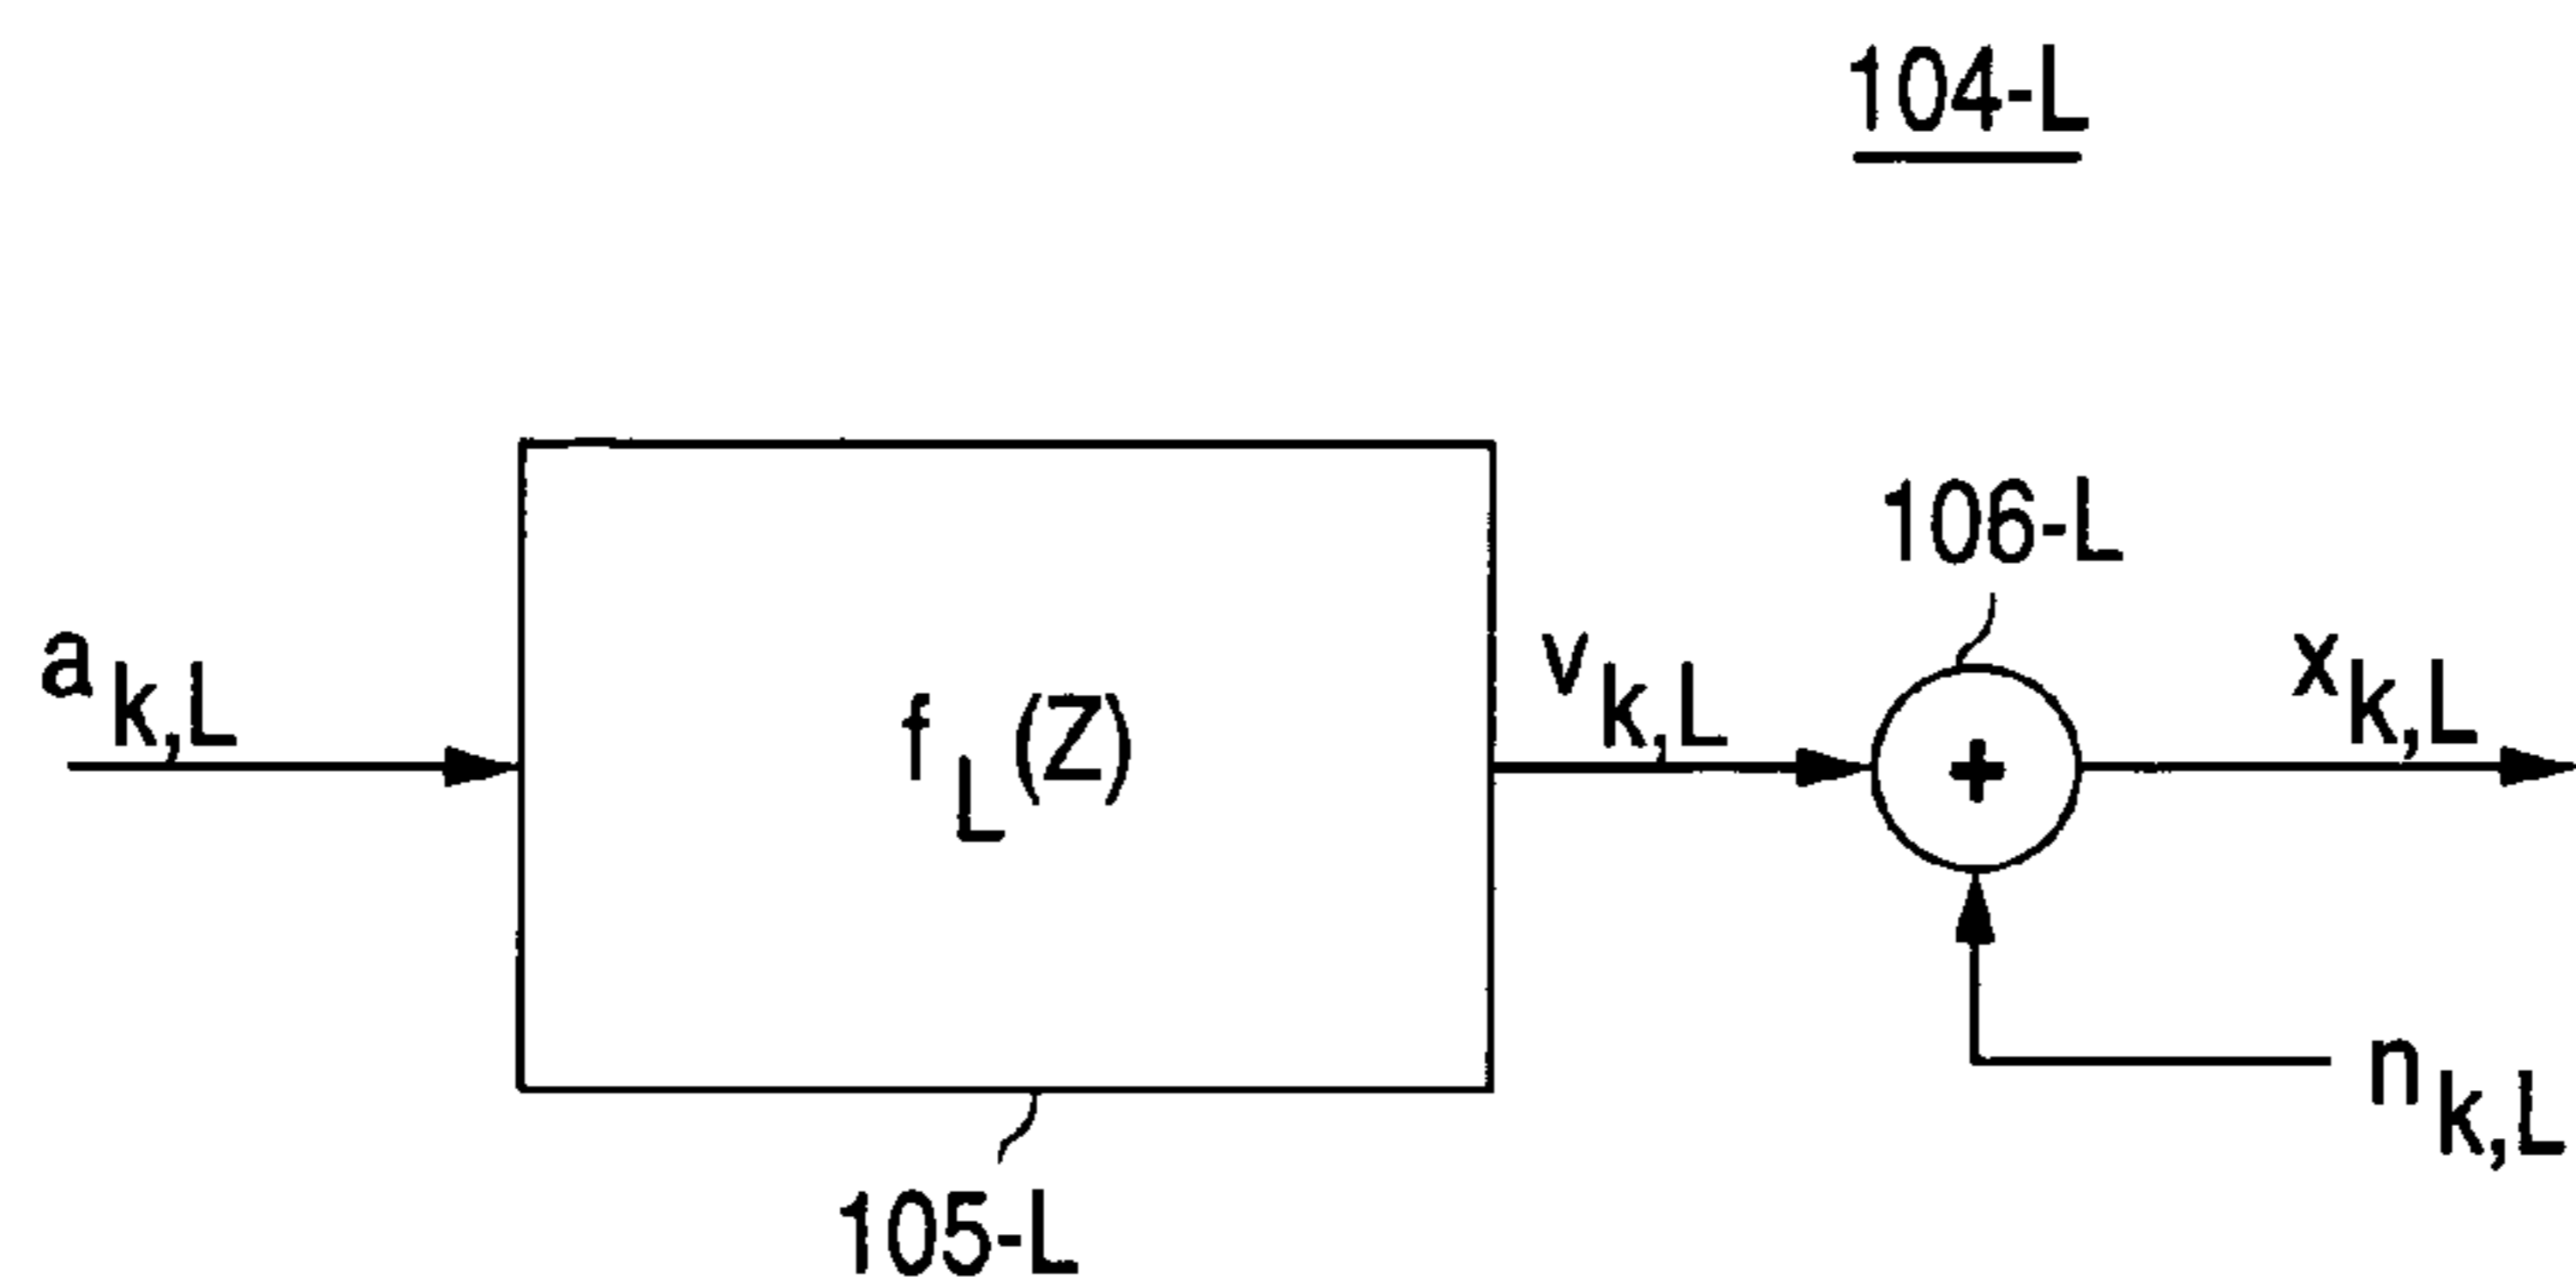 104-L
106-L
a k,L
f L (Z)
v k,L
+
x k,L
n k,L
105-L